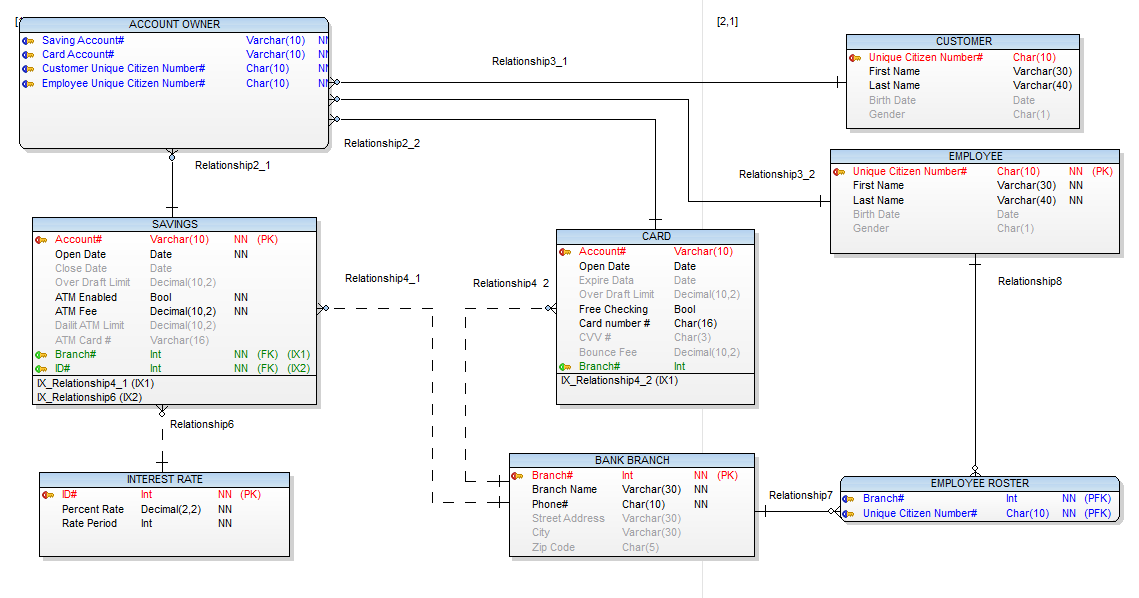 [2,1]
ACCOUNT OWNER
Saving Account# Varchar(10) NN
Card Account# Varchar(10) NN
Customer Unique Citizen Number# Char(10) NN
Employee Unique Citizen Number# Char(10) NN
Relationship3_1
CUSTOMER
Unique Citizen Number# Char(10)
First Name Varchar(30)
Last Name Varchar(40)
Birth Date Date
Gender Char(1)
Relationship2_2
Relationship2_1
Relationship3_2
EMPLOYEE
Unique Citizen Number# Char(10) NN (PK)
First Name Varchar(30) NN
Last Name Varchar(40) NN
Birth Date Date
Gender Char(1)
SAVINGS
Account# Varchar(10) NN (PK)
Open Date Date NN
Close Date Date
Over Draft Limit Decimal(10,2)
ATM Enabled Bool NN
ATM Fee Decimal(10,2) NN
Dailit ATM Limit Decimal(10,2)
ATM Card # Varchar(16)
Branch# Int NN (FK) (IX1)
ID# Int NN (FK) (IX2)
IX_Relationship4_1 (IX1)
IX_Relationship6 (IX2)
Relationship4_1
Relationship4_2
CARD
Account# Varchar(10)
Open Date Date
Expire Data Date
Over Draft Limit Decimal(10,2)
Free Checking Bool
Card number # Char(16)
CVV # Char(3)
Bounce Fee Decimal(10,2)
Branch# Int
IX_Relationship4_2 (IX1)
Relationship8
Relationship6
INTEREST RATE
ID# Int NN (PK)
Percent Rate Decimal(2,2) NN
Rate Period Int NN
BANK BRANCH
Branch# Int NN (PK)
Branch Name Varchar(30) NN
Phone# Char(10) NN
Street Address Varchar(30)
City Varchar(30)
Zip Code Char(5)
Relationship7
EMPLOYEE ROSTER
Branch# Int NN (PFK)
Unique Citizen Number# Char(10) NN (PFK)